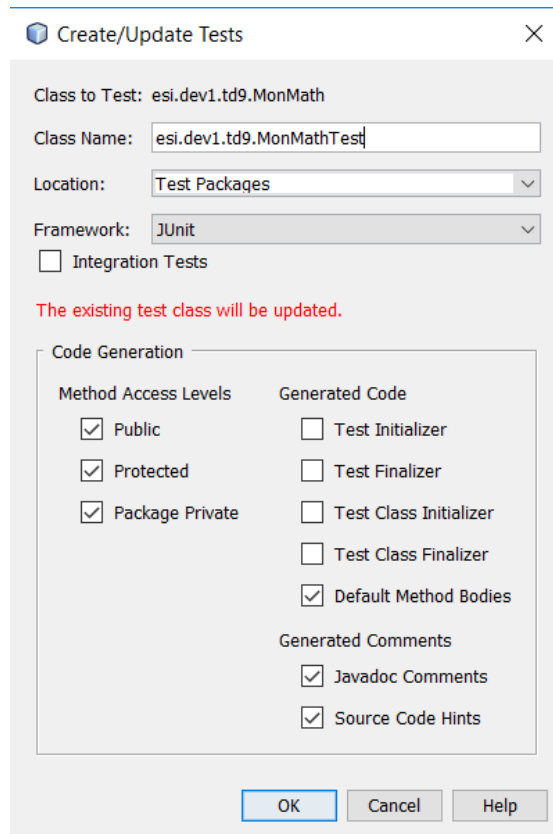 Create/Update Tests
Class to Test: esi.dev1.td9.MonMath
Class Name: esi.dev1.td9.MonMathTest
Location: Test Packages
Framework: JUnit
Integration Tests
The existing test class will be updated.
Code Generation
Method Access Levels
Public
Protected
Package Private
Generated Code
Test Initializer
Test Finalizer
Test Class Initializer
Test Class Finalizer
Default Method Bodies
Generated Comments
Javadoc Comments
Source Code Hints
OK Cancel Help